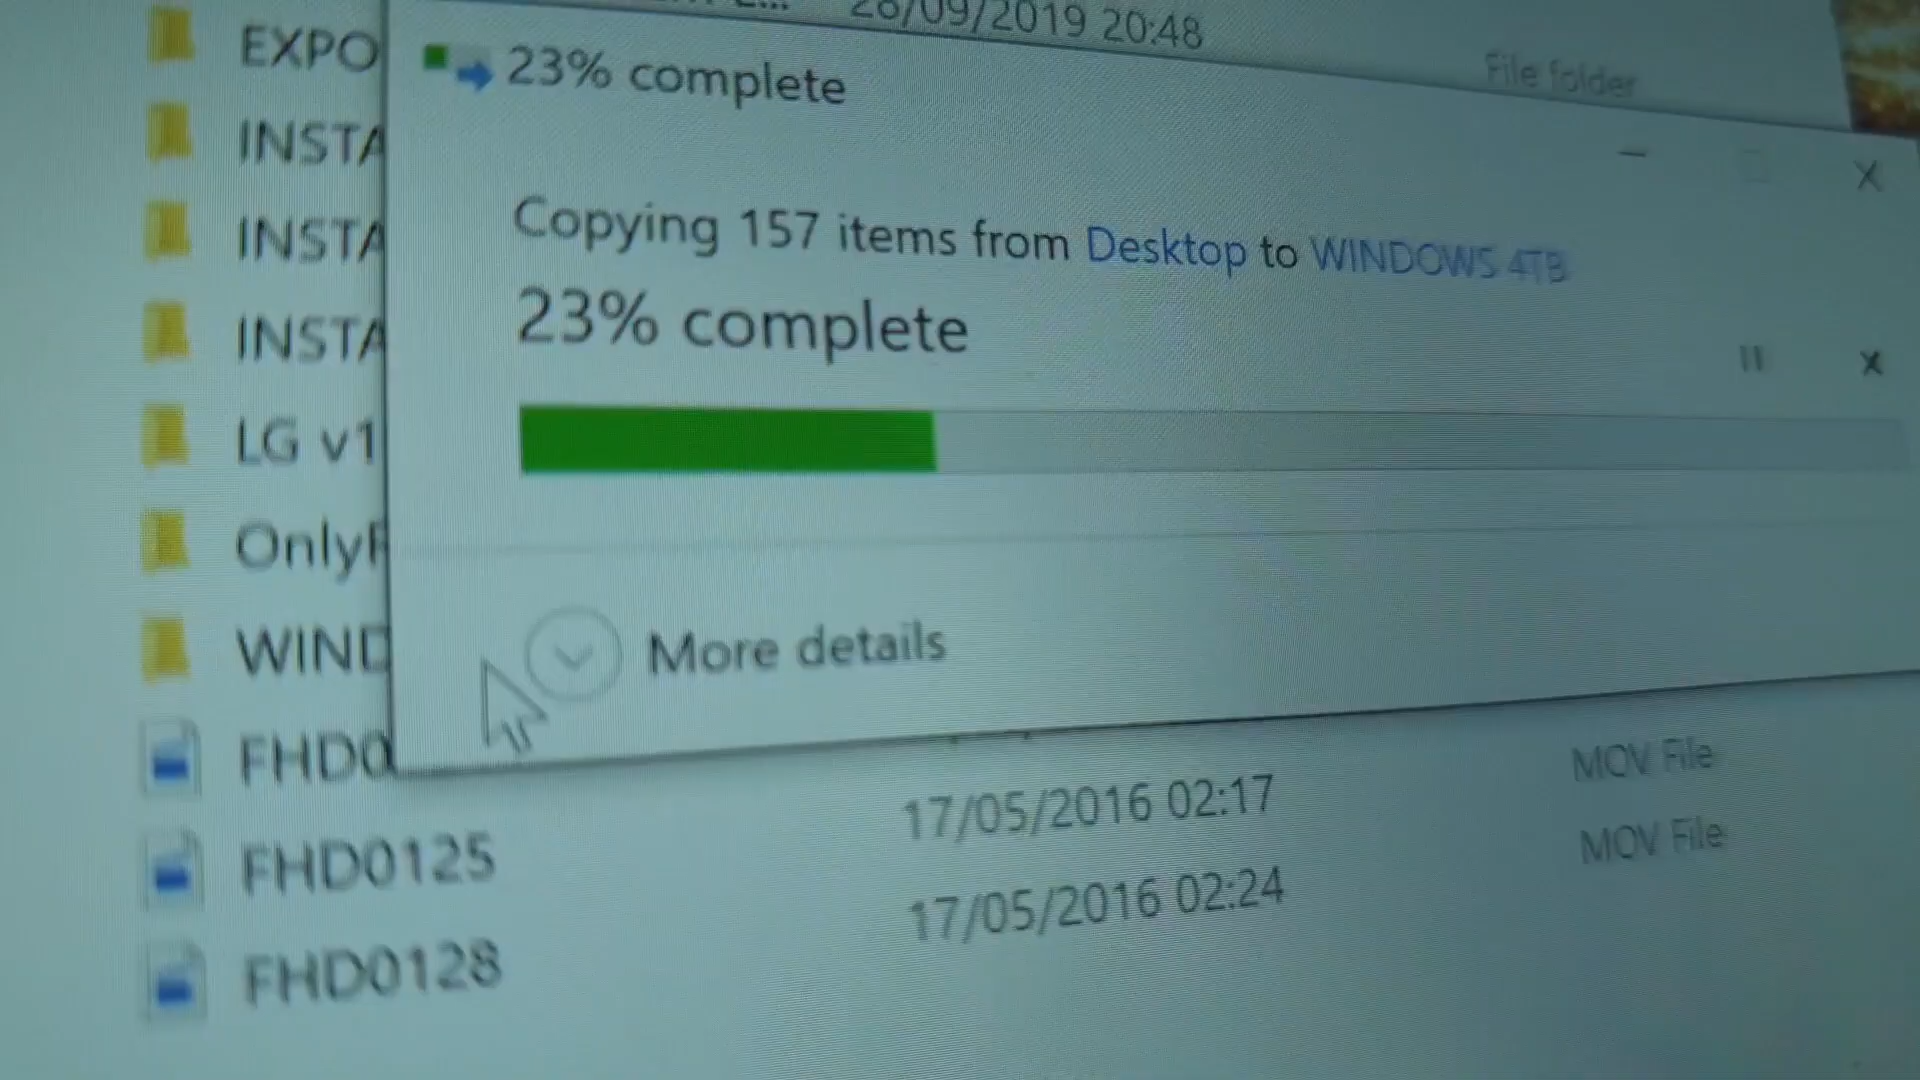 28/09/2019 20:48
File folder
EXPO
23% complete
INSTA
Copying 157 items from Desktop to WINDOWS 4TB
INSTA
23% complete
INSTA
LG v1
OnlyF
WIND
More details
FHD0
17/05/2016 02:17 MOV File
FHD0125
17/05/2016 02:24 MOV File
FHD0128